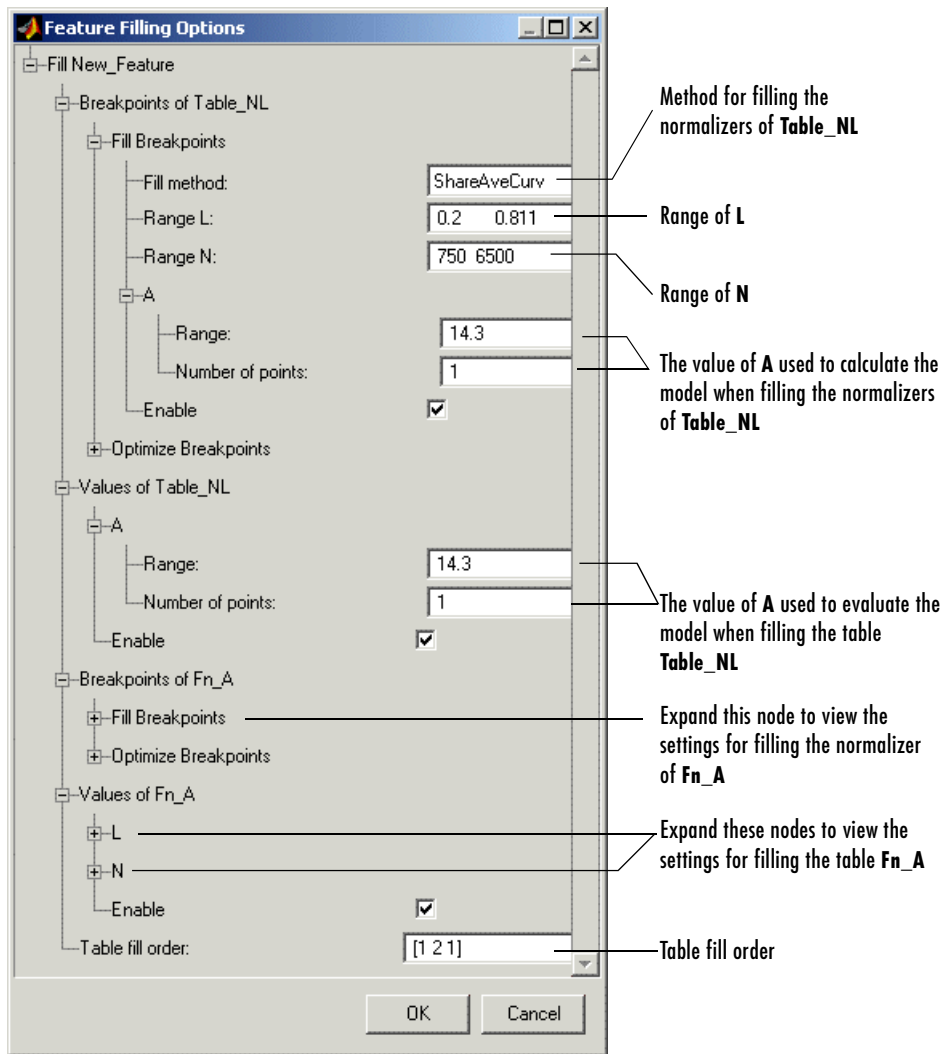 Feature Filling Options
Fill New_Feature
Breakpoints of Table_NL
Fill Breakpoints
Fill method: ShareAveCurv
Range L: 0.2 0.811
Range N: 750 6500
A
Range: 14.3
Number of points: 1
Enable
Optimize Breakpoints
Values of Table_NL
A
Range: 14.3
Number of points: 1
Enable
Breakpoints of Fn_A
Fill Breakpoints
Optimize Breakpoints
Values of Fn_A
L
N
Enable
Table fill order: [1 2 1]
OK Cancel
Method for filling the
normalizers of Table_NL
Range of L
Range of N
The value of A used to calculate the
model when filling the normalizers
of Table_NL
The value of A used to evaluate the
model when filling the table
Table_NL
Expand this node to view the
settings for filling the normalizer
of Fn_A
Expand these nodes to view the
settings for filling the table Fn_A
Table fill order